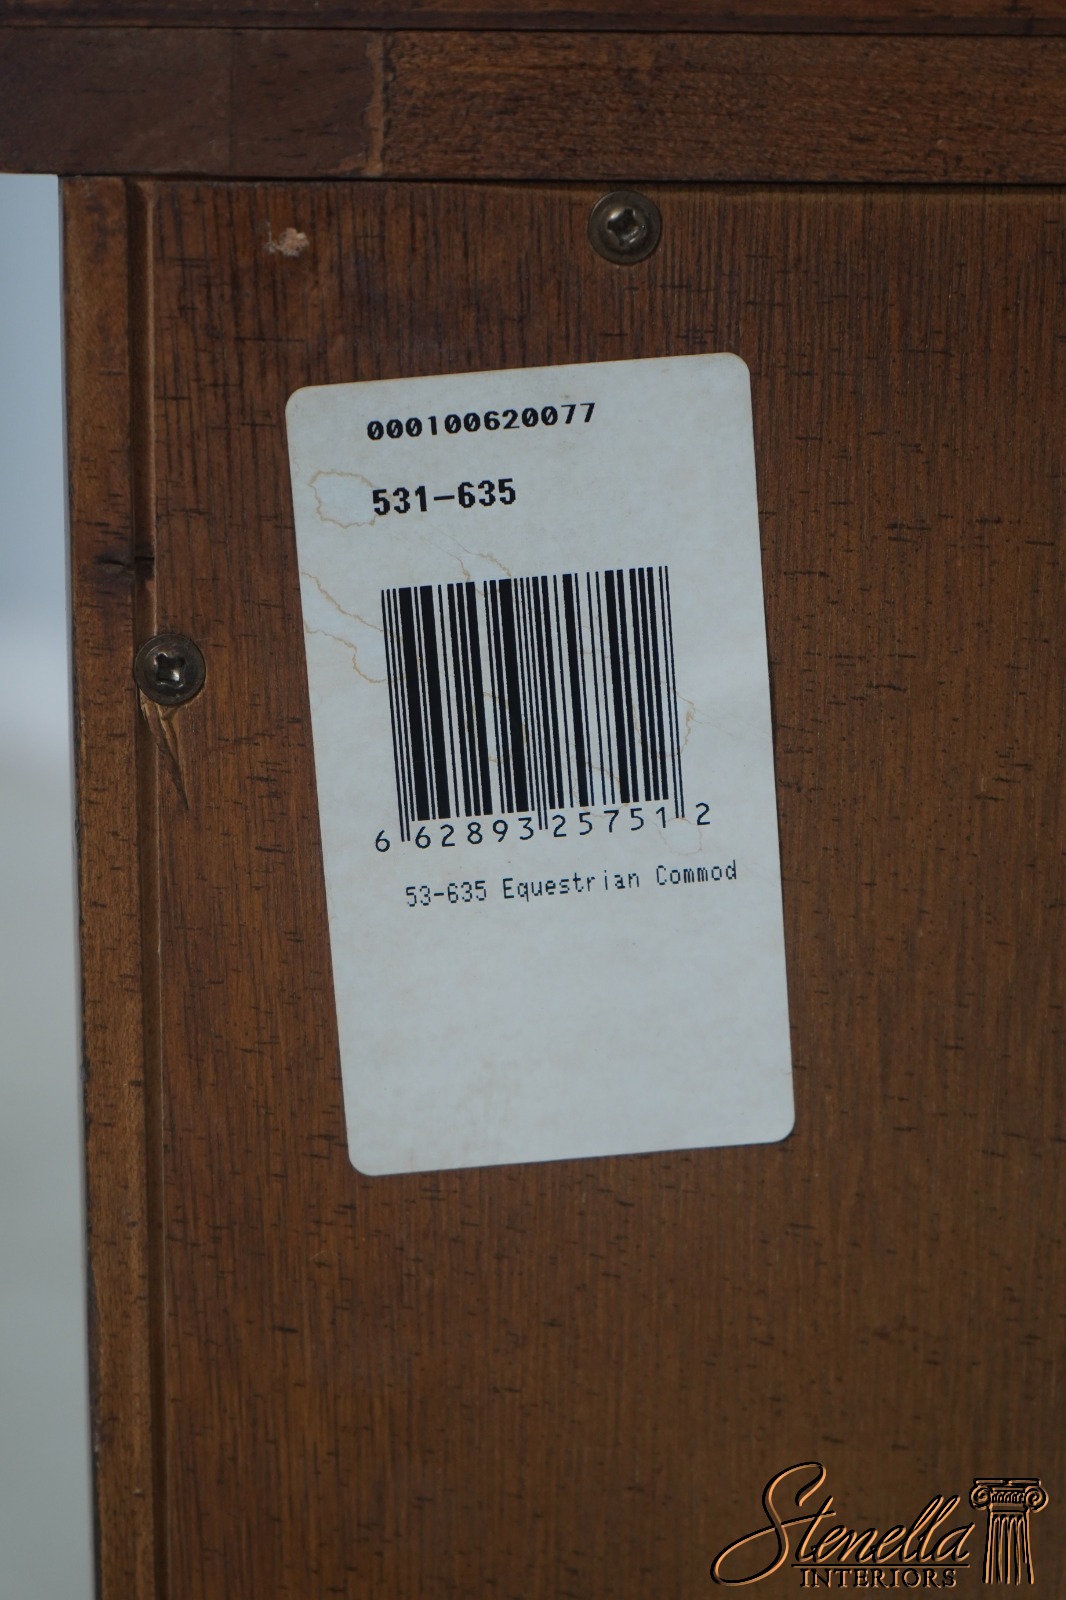 000100620077
531-635
6 62893 25751 2
53-635 Equestrian Commod
Stenella
INTERIORS